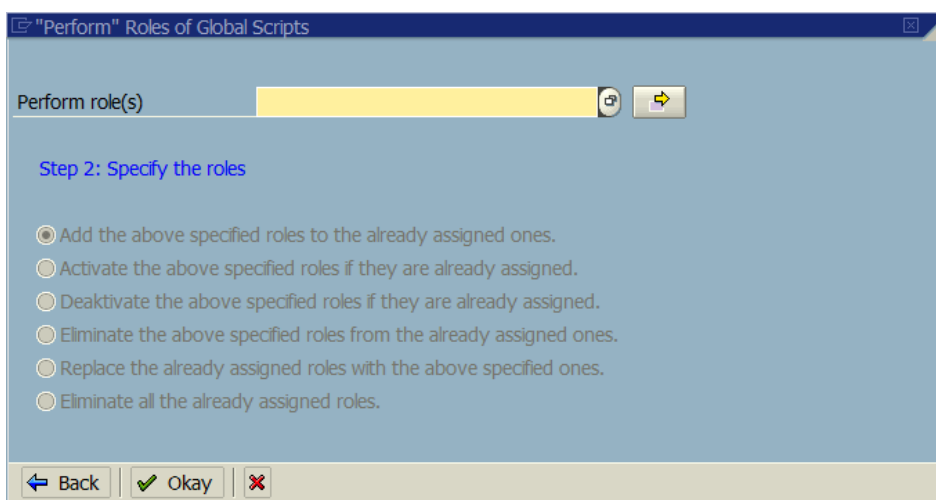 "Perform" Roles of Global Scripts
Perform role(s)
Step 2: Specify the roles
Add the above specified roles to the already assigned ones.
Activate the above specified roles if they are already assigned.
Deaktivate the above specified roles if they are already assigned.
Eliminate the above specified roles from the already assigned ones.
Replace the already assigned roles with the above specified ones.
Eliminate all the already assigned roles.
Back Okay